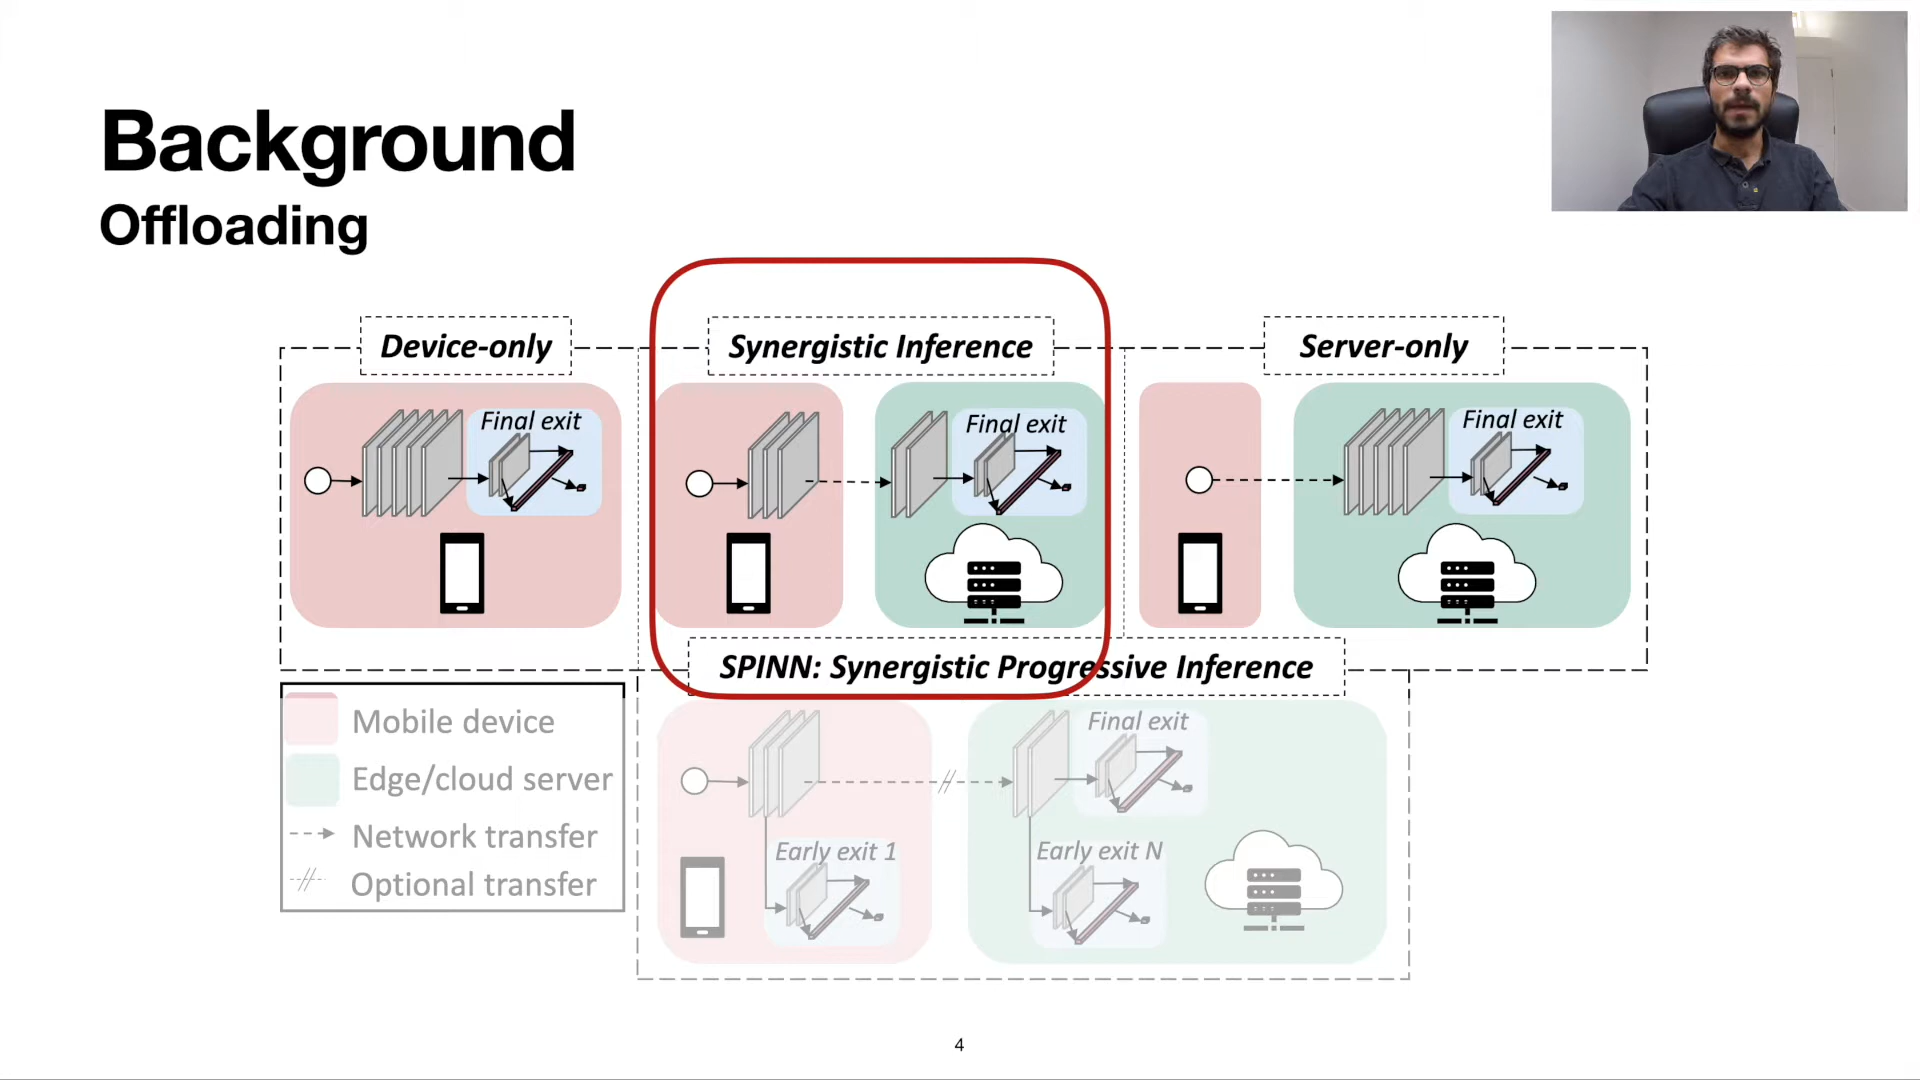 Background
Offloading
Device-only
Synergistic Inference
Server-only
Final exit
Final exit
Final exit
SPINN: Synergistic Progressive Inference
Mobile device
Edge/cloud server
Network transfer
Optional transfer
Final exit
Early exit 1
Early exit N
4